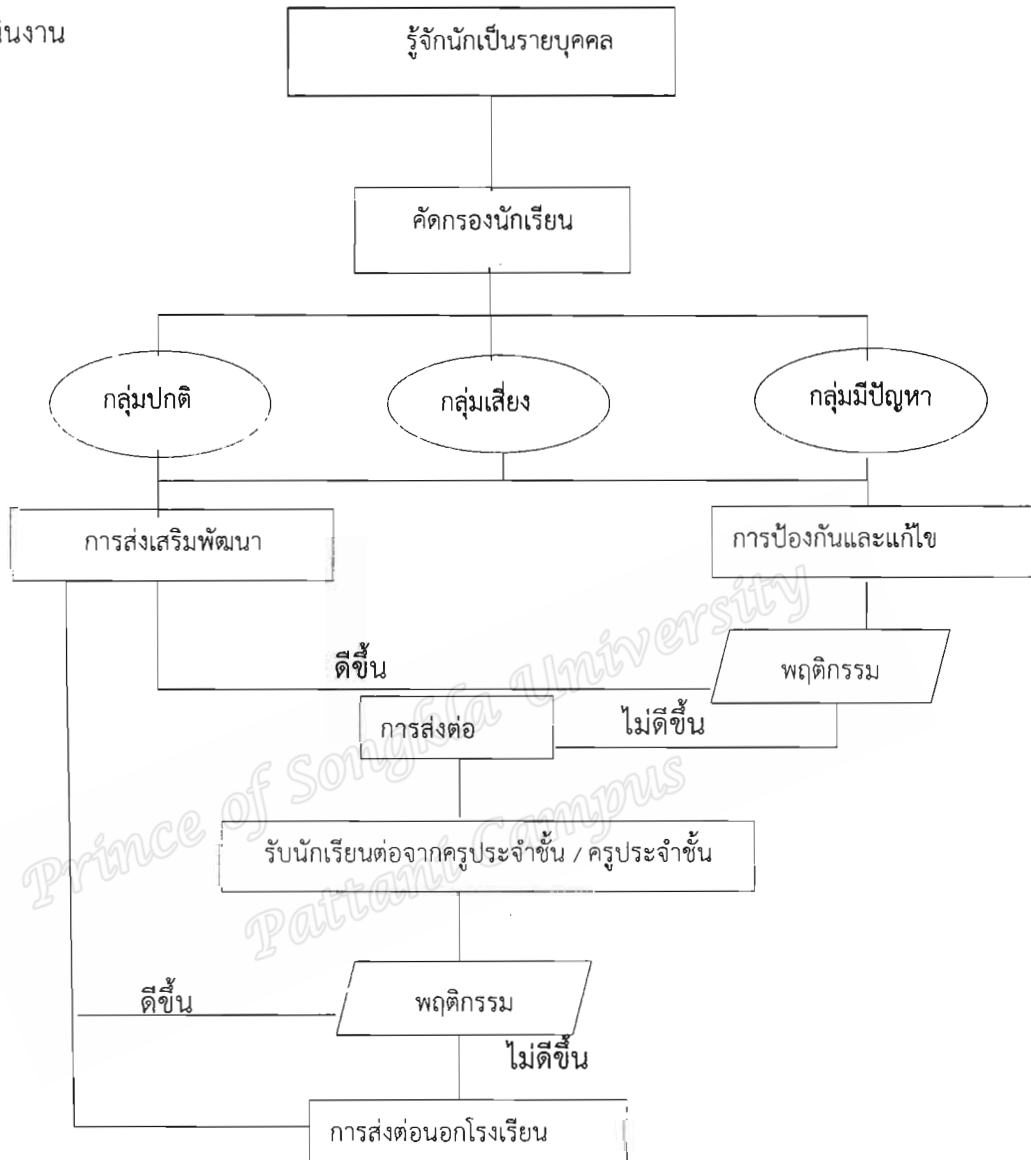 นงาน
รู้จักนักเป็นรายบุคคล
คัดกรองนักเรียน
กลุ่มปกติ
กลุ่มเสี่ยง
กลุ่มมีปัญหา
การส่งเสริมพัฒนา
การป้องกันและแก้ไข
ดีขึ้น
พฤติกรรม
การส่งต่อ
ไม่ดีขึ้น
รับนักเรียนต่อจากครูประจำชั้น / ครูประจำชั้น
ดีขึ้น
พฤติกรรม
ไม่ดีขึ้น
การส่งต่อนอกโรงเรียน
Prince of Songkla University
Pattani Campus